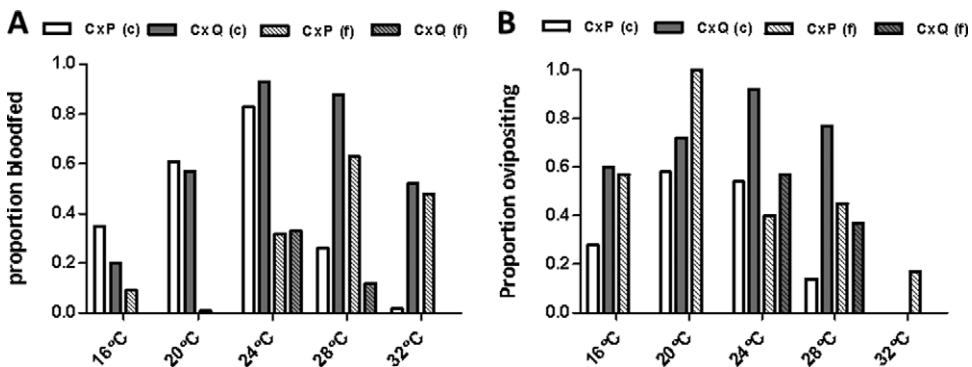 A
CxP (c) CxQ (c) CxP (f) CxQ (f)
proportion bloodfed
1.0
0.8
0.6
0.4
0.2
0.0
16°C 20°C 24°C 28°C 32°C
B
CxP (c) CxQ (c) CxP (f) CxQ (f)
Proportion ovipositing
1.0
0.8
0.6
0.4
0.2
0.0
16°C 20°C 24°C 28°C 32°C